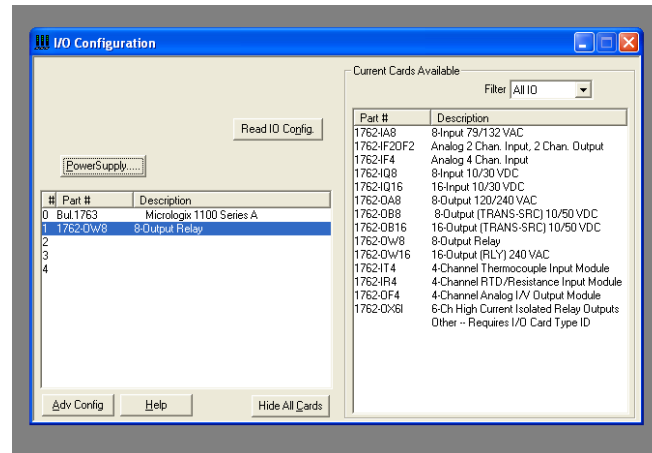 I/O Configuration
Read IO Config.
PowerSupply.....
# Part # Description
0 Bul.1763 Micrologix 1100 Series A
1 1762-OW8 8-Output Relay
2
3
4
Adv Config Help Hide All Cards
Current Cards Available
Filter All IO
Part # Description
1762-IA8 8-Input 79/132 VAC
1762-IF2OF2 Analog 2 Chan. Input, 2 Chan. Output
1762-IF4 Analog 4 Chan. Input
1762-IQ8 8-Input 10/30 VDC
1762-IQ16 16-Input 10/30 VDC
1762-OA8 8-Output 120/240 VAC
1762-OB8 8-Output (TRANS-SRC) 10/50 VDC
1762-OB16 16-Output (TRANS-SRC) 10/50 VDC
1762-OW8 8-Output Relay
1762-OW16 16-Output (RLY) 240 VAC
1762-IT4 4-Channel Thermocouple Input Module
1762-IR4 4-Channel RTD/Resistance Input Module
1762-OF4 4-Channel Analog I/V Output Module
1762-OX6I 6-Ch High Current Isolated Relay Outputs
Other -- Requires I/O Card Type ID